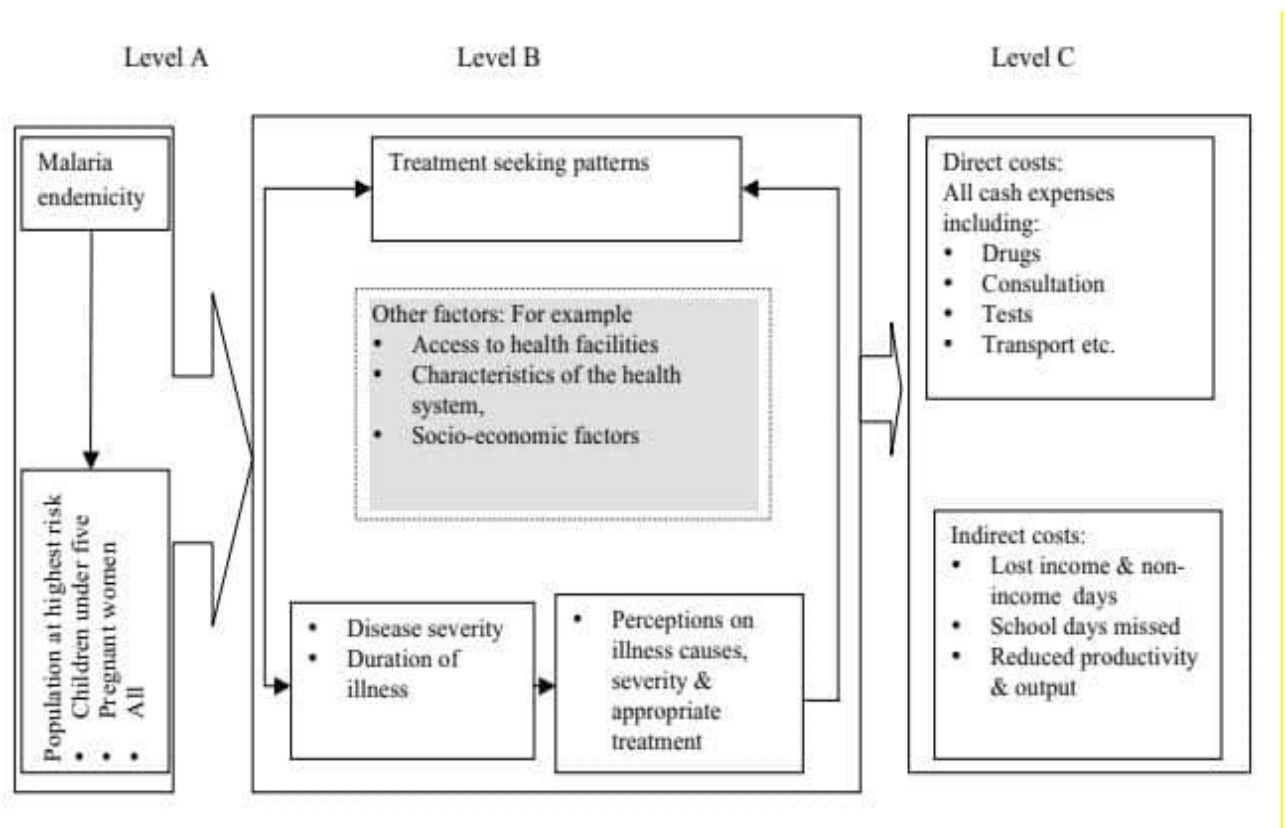 Level A
Level B
Level C
Malaria
endemicity
Population at highest risk
• Children under five
• Pregnant women
• All
Treatment seeking patterns
Other factors: For example
• Access to health facilities
• Characteristics of the health
system,
• Socio-economic factors
• Disease severity
• Duration of
illness
• Perceptions on
illness causes,
severity &
appropriate
treatment
Direct costs:
All cash expenses
including:
• Drugs
• Consultation
• Tests
• Transport etc.
Indirect costs:
• Lost income & non-
income days
• School days missed
• Reduced productivity
& output